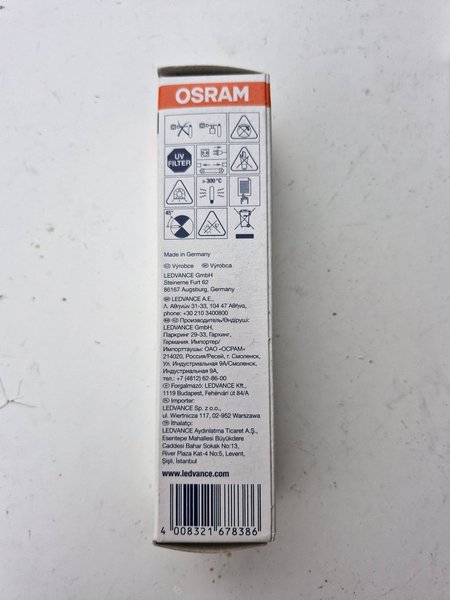 OSRAM
UV
FILTER
> 300°C
45°
Made in Germany
Výrobce Výrobca
LEDVANCE GmbH
Steinerne Furt 62
86167 Augsburg, Germany
LEDVANCE A.E.,
Λ. Αθηνών 31-33, 104 47 Αθήνα,
phone: +30 210 3400800
Производитель/Өндіруші:
LEDVANCE GmbH,
Паркринг 29-33, Гархинг,
Германия. Импортер/
Импорттаушы: ОАО «ОСРАМ»
214020, Россия/Ресей, г. Смоленск,
Ул. Индустриальная 9А/Смоленск,
Индустриальная 9А,
тел.: +7 (4812) 62-86-00
Forgalmazó: LEDVANCE Kft.,
1119 Budapest, Fehérvári út 84/A
Importer:
LEDVANCE Sp. z o.o.,
ul. Wiertnicza 117, 02-952 Warszawa
İthalatçı:
LEDVANCE Aydınlatma Ticaret A.Ş.,
Esentepe Mahallesi Büyükdere
Caddesi Bahar Sokak No:13,
River Plaza Kat-4 No:5, Levent,
Şişli, İstanbul
www.ledvance.com
4 008321 678386